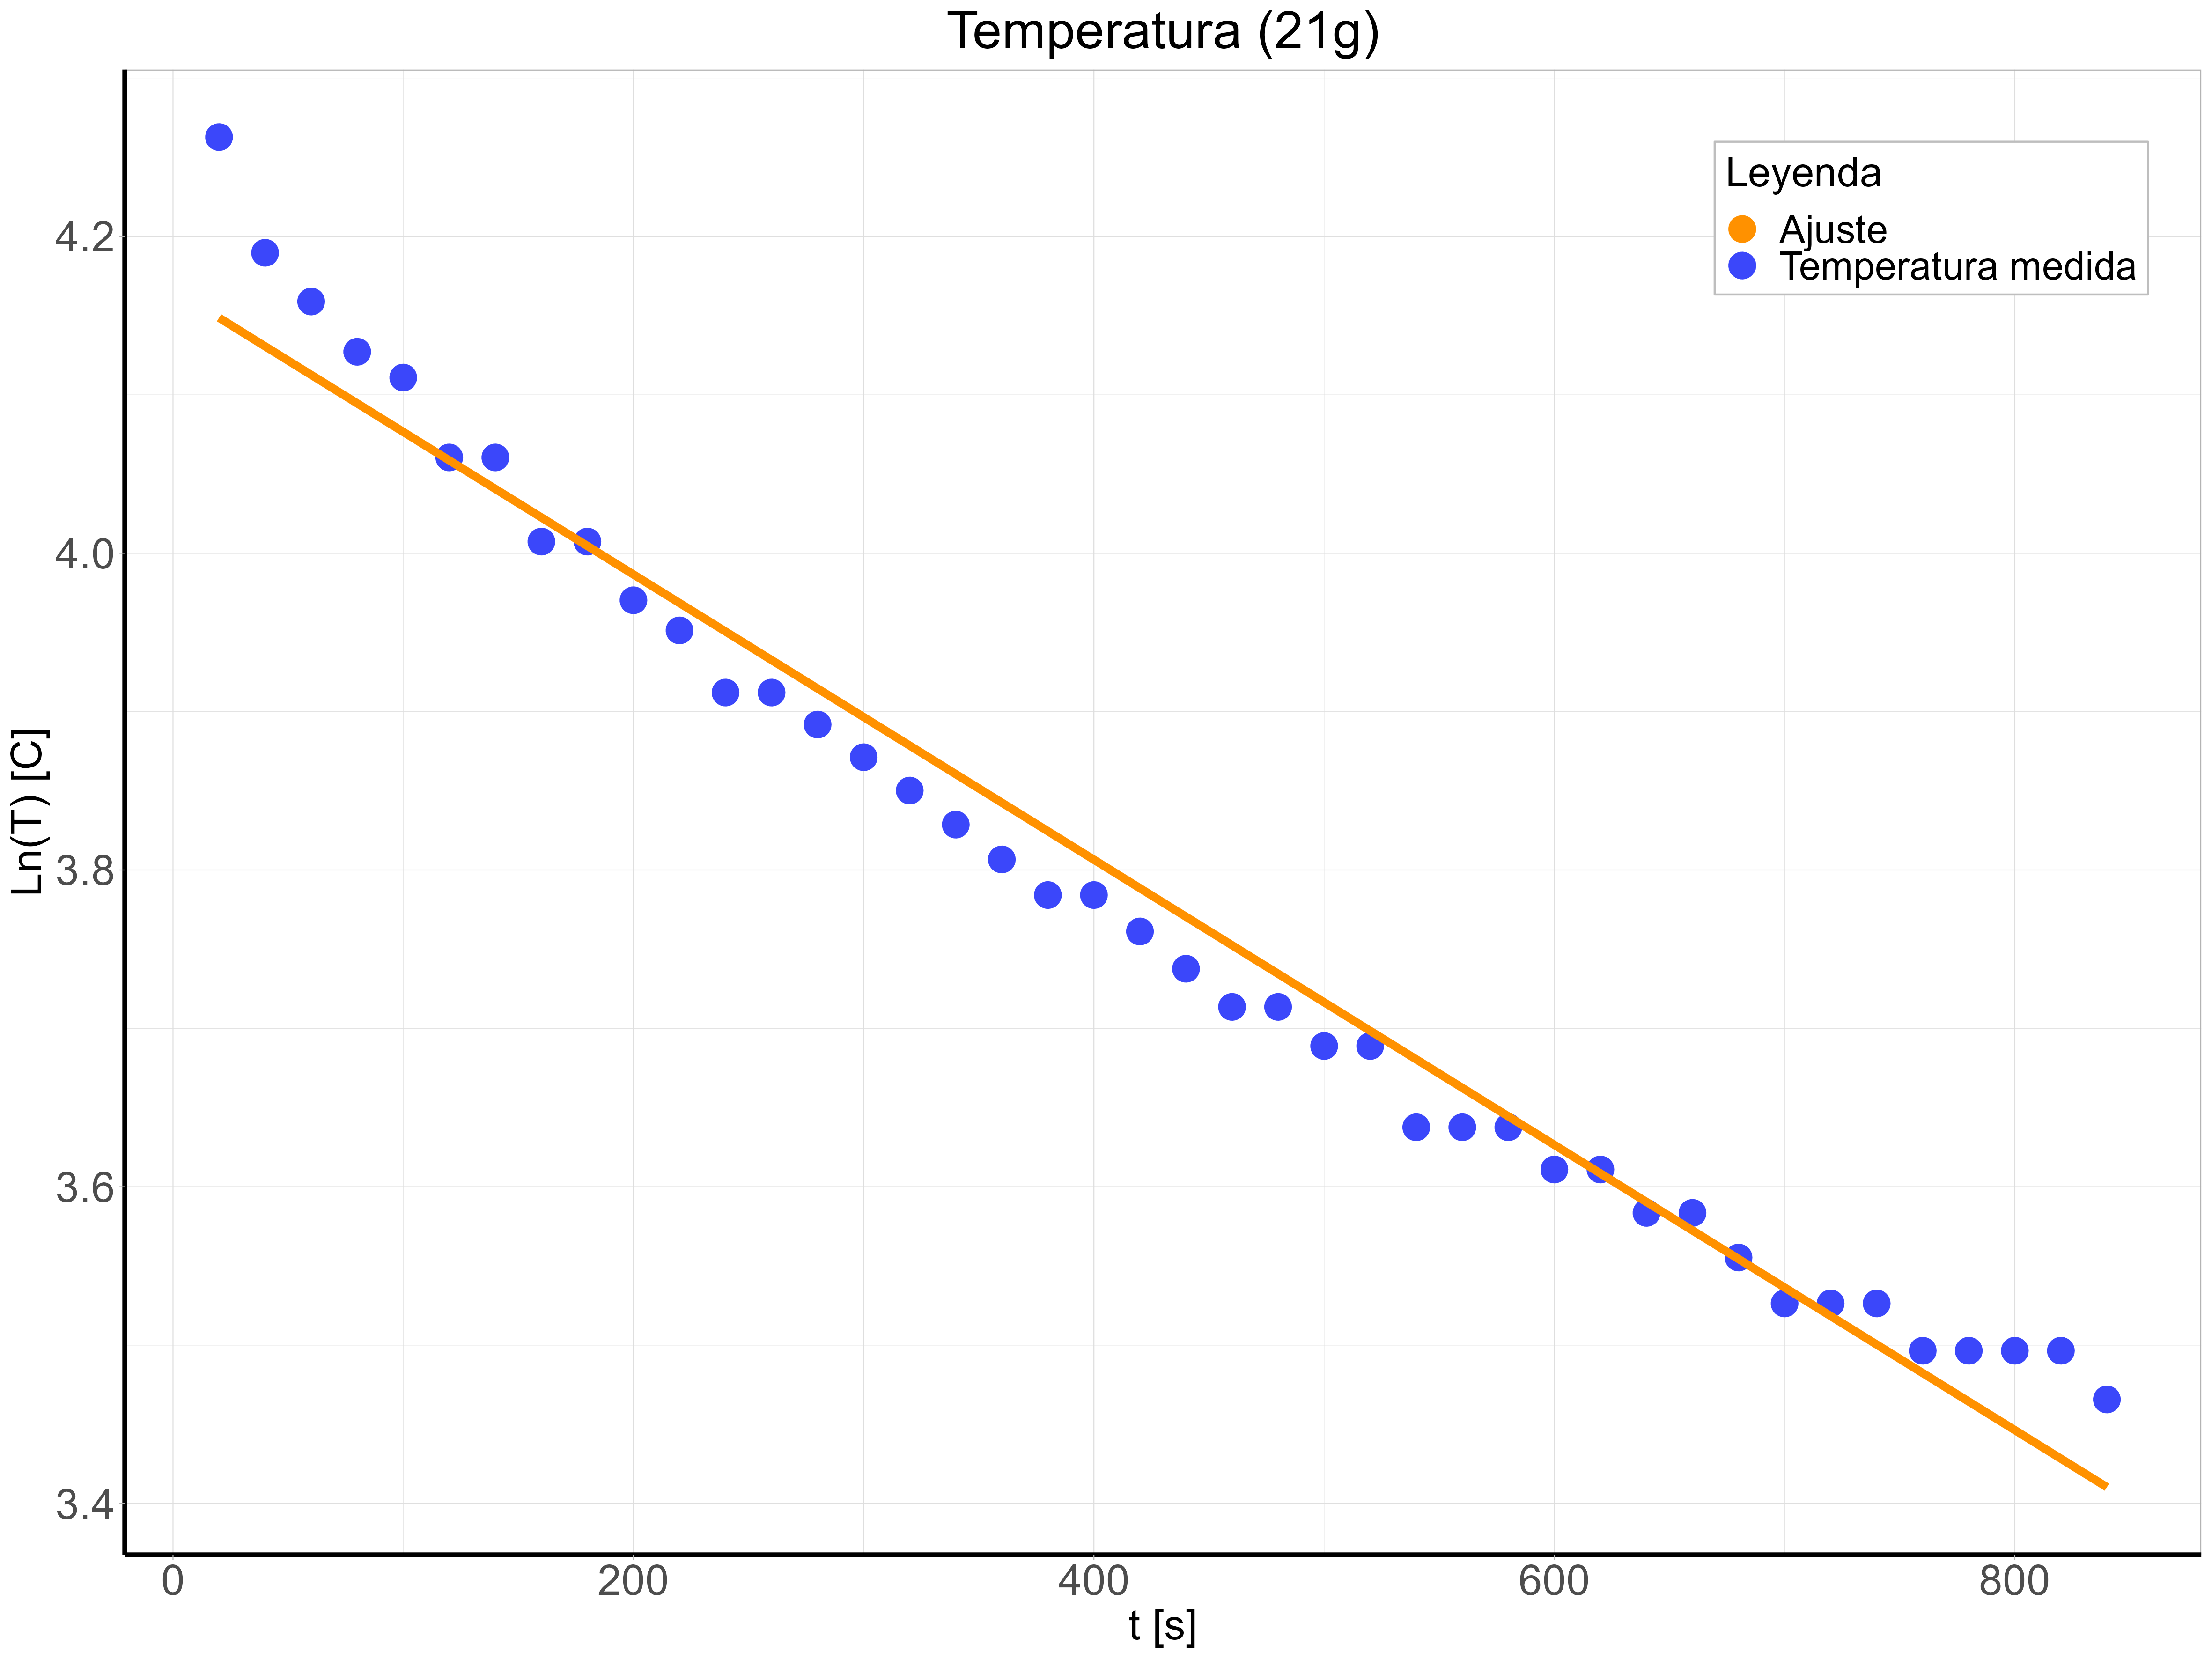 Temperatura (21g)
Leyenda
Ajuste
Temperatura medida
Ln(T) [C]
4.2
4.0
3.8
3.6
3.4
0 200 400 600 800
t [s]